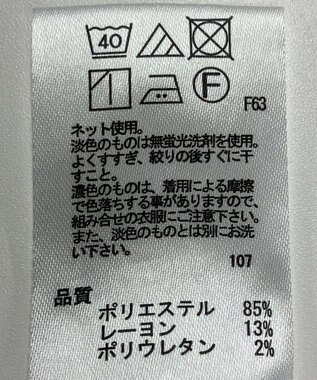 40
F
F63
ネット使用。
淡色のものは無蛍光洗剤を使用。
よくすすぎ、絞りの後すぐに干
すこと。
濃色のものは、着用による摩擦
で色落ちする事がありますので、
組み合せの衣服にご注意下さい。
また、淡色のものとは別にお洗
い下さい。
107
品質
ポリエステル 85%
レーヨン 13%
ポリウレタン 2%